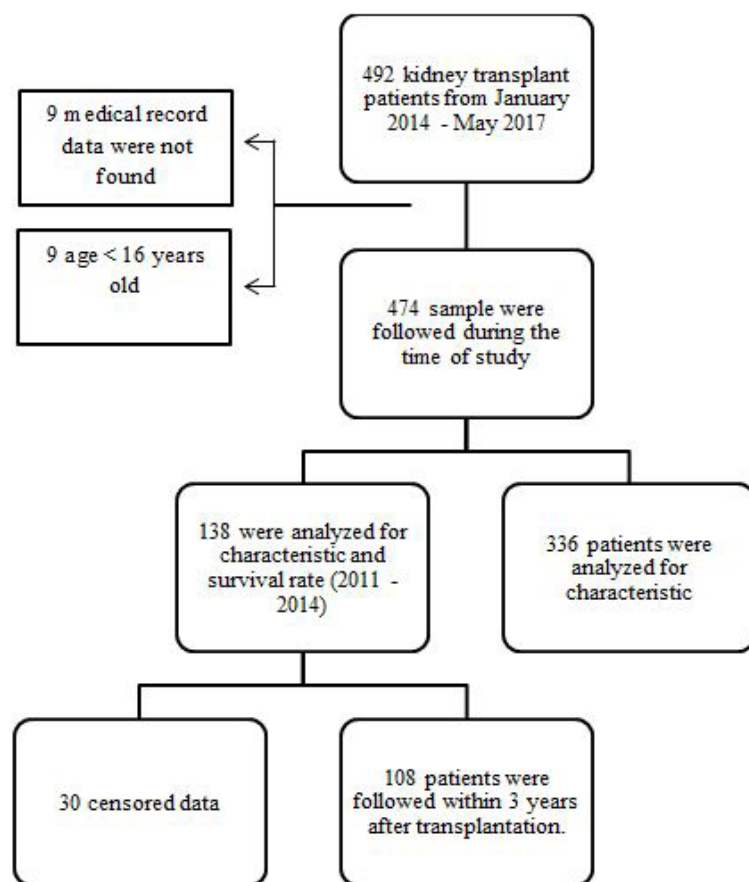 492 kidney transplant
patients from January
2014 - May 2017
9 medical record
data were not
found
9 age < 16 years
old
474 sample were
followed during the
time of study
138 were analyzed for
characteristic and
survival rate (2011 -
2014)
336 patients were
analyzed for
characteristic
30 censored data
108 patients were
followed within 3 years
after transplantation.